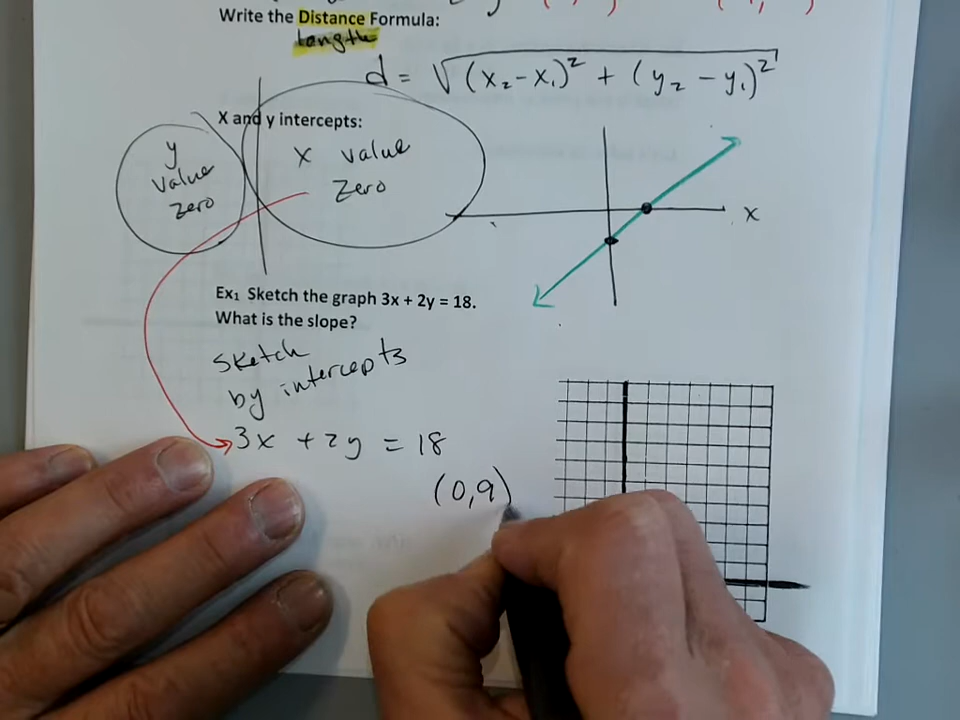 Write the Distance Formula:
length
d = √(x₂-x₁)² + (y₂-y₁)²
X and y intercepts:
y value zero
x value zero
x
Ex₁ Sketch the graph 3x + 2y = 18.
What is the slope?
Sketch
by intercepts
3x + 2y = 18
(0,9)